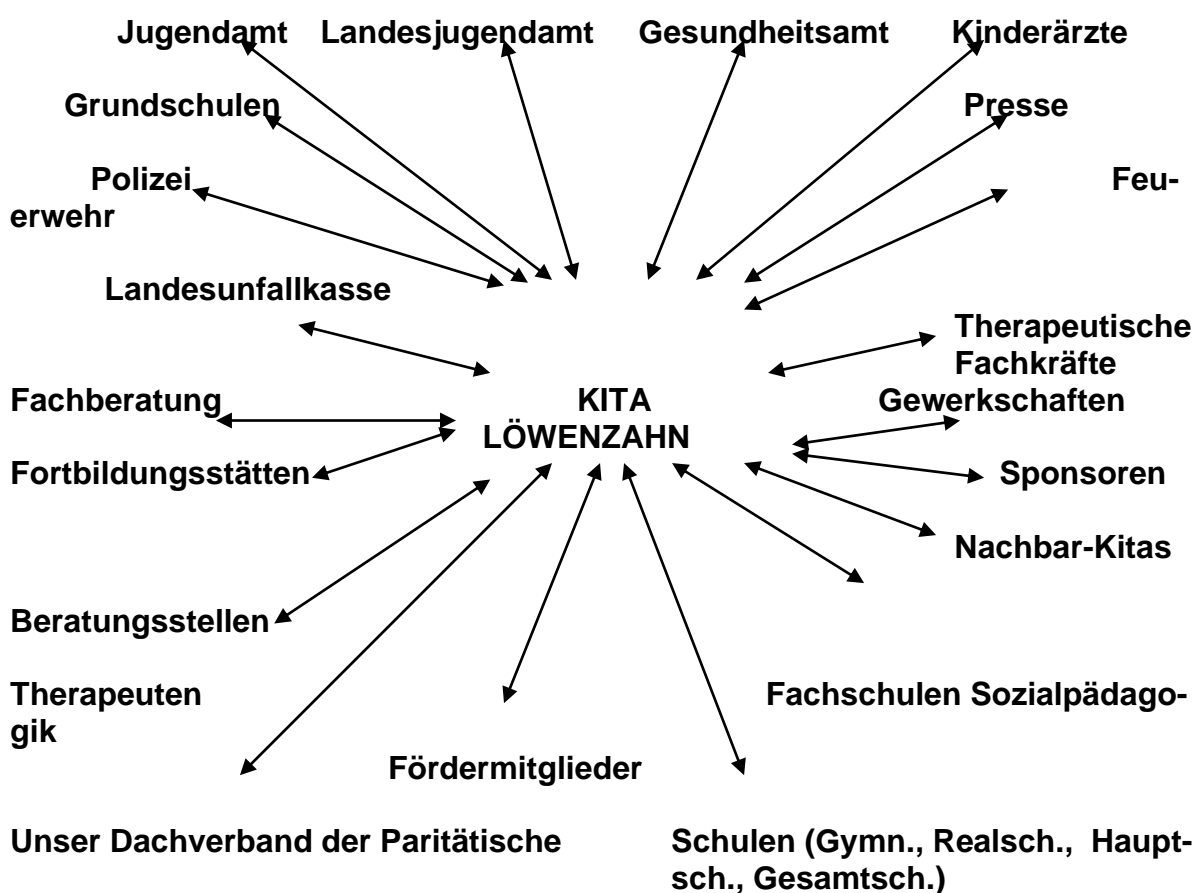 Jugendamt Landesjugendamt Gesundheitsamt Kinderärzte
Grundschulen Presse
Polizei Feu-
erwehr
Landesunfallkasse
Therapeutische
Fachkräfte
Fachberatung KITA Gewerkschaften
LÖWENZAHN
Fortbildungsstätten Sponsoren
Nachbar-Kitas
Beratungsstellen
Therapeuten Fachschulen Sozialpädago-
gik
Fördermitglieder
Unser Dachverband der Paritätische Schulen (Gymn., Realsch., Haupt-
sch., Gesamtsch.)